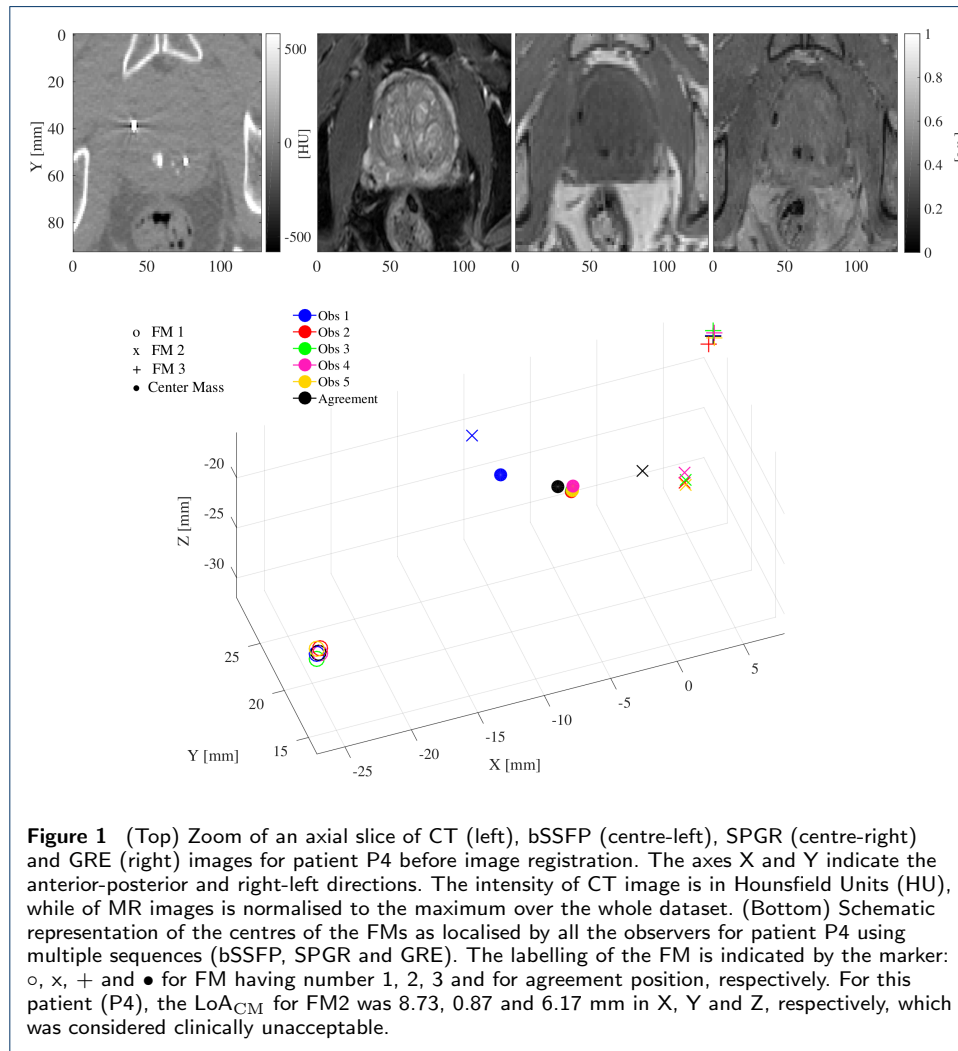 0
20
40
60
80
Y [mm]
0 50 100
500
0
-500
[HU]
0 50 100
0 50 100
0 50 100
1
0.8
0.6
0.4
0.2
0
o FM 1
x FM 2
+ FM 3
● Center Mass
Obs 1
Obs 2
Obs 3
Obs 4
Obs 5
Agreement
-20
-25
-30
Z [mm]
25
20
15
Y [mm]
-25
-20
-15
-10
-5
0
5
X [mm]
Figure 1 (Top) Zoom of an axial slice of CT (left), bSSFP (centre-left), SPGR (centre-right)
and GRE (right) images for patient P4 before image registration. The axes X and Y indicate the
anterior-posterior and right-left directions. The intensity of CT image is in Hounsfield Units (HU),
while of MR images is normalised to the maximum over the whole dataset. (Bottom) Schematic
representation of the centres of the FMs as localised by all the observers for patient P4 using
multiple sequences (bSSFP, SPGR and GRE). The labelling of the FM is indicated by the marker:
○, x, + and ● for FM having number 1, 2, 3 and for agreement position, respectively. For this
patient (P4), the LoA_CM for FM2 was 8.73, 0.87 and 6.17 mm in X, Y and Z, respectively, which
was considered clinically unacceptable.